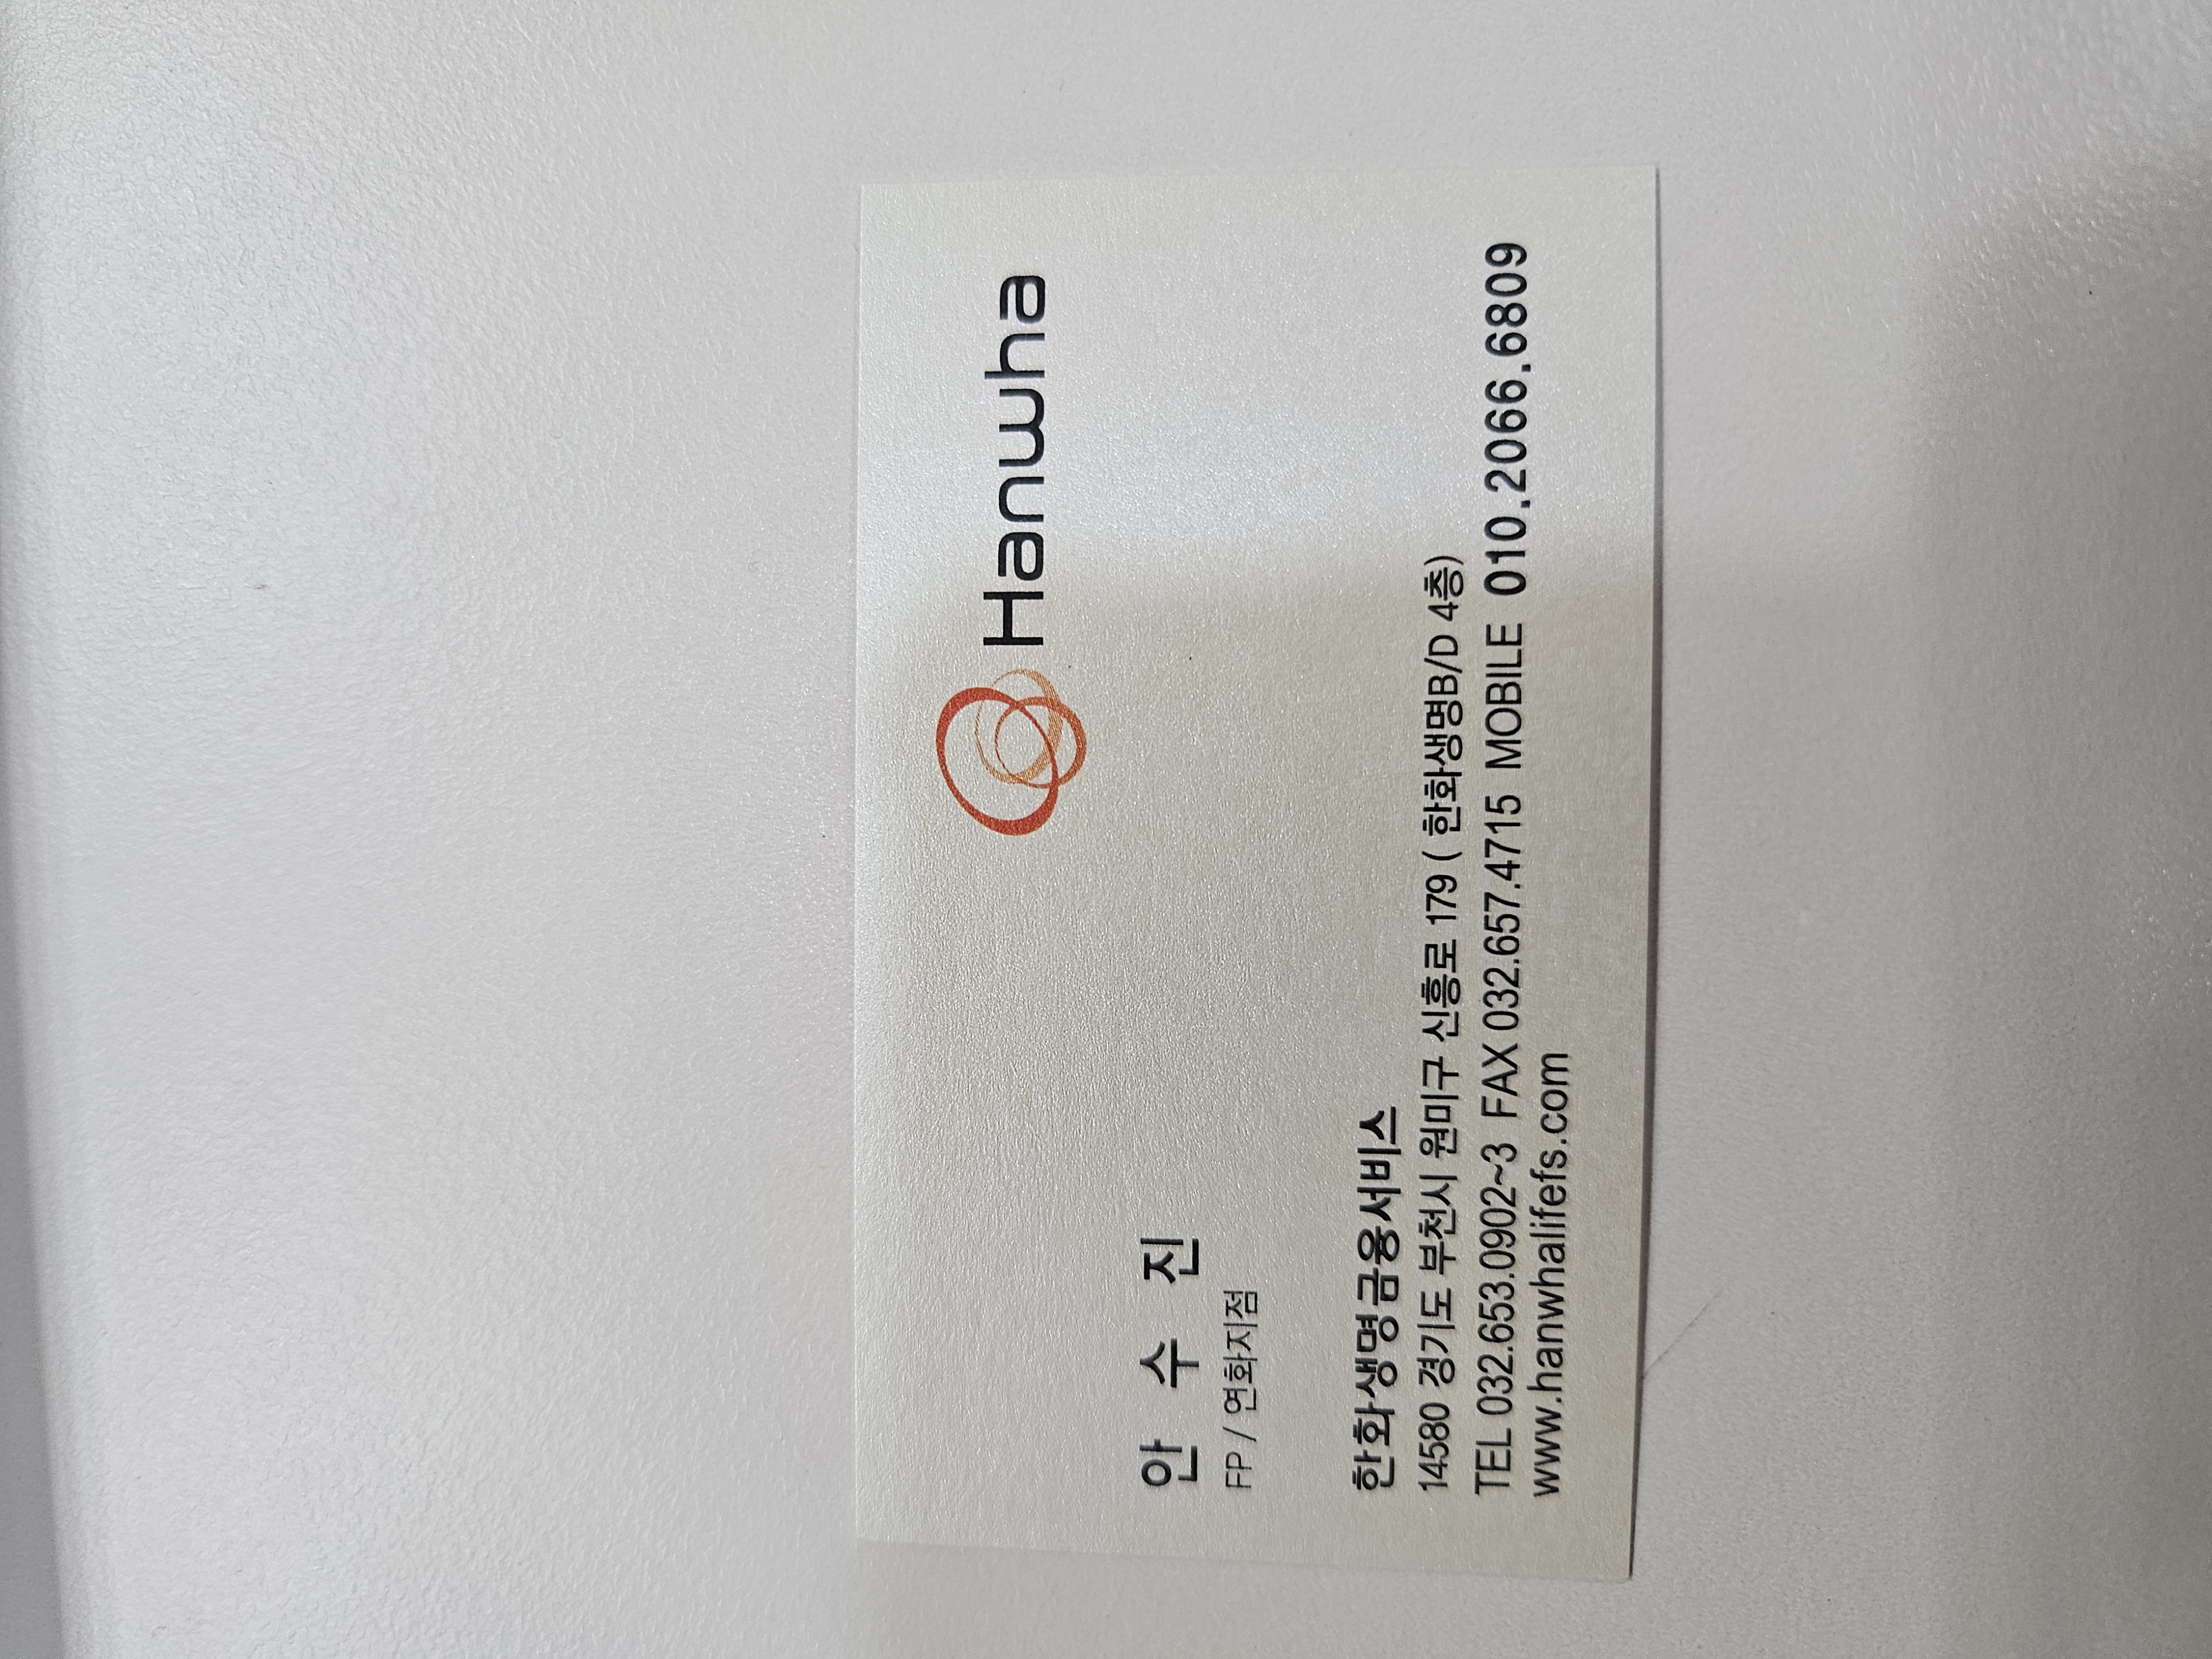 Hanwha
안 수 진
FP / 연화지점
한화생명금융서비스
14580 경기도 부천시 원미구 신흥로 179 ( 한화생명B/D 4층)
TEL 032.653.0902~3 FAX 032.657.4715 MOBILE 010.2066.6809
www.hanwhalifefs.com